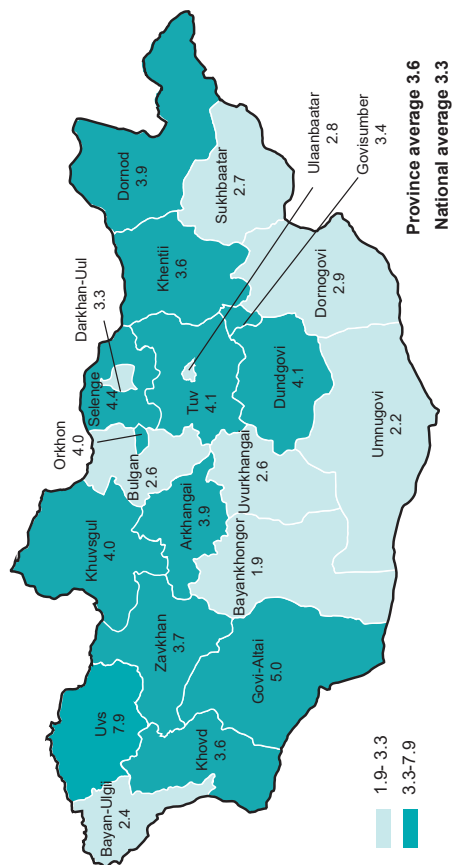 Bayan-Ulgii
2.4
Uvs
7.9
Khovd
3.6
Zavkhan
3.7
Govi-Altai
5.0
Khuvsgul
4.0
Bayankhongor
1.9
Arkhangai
3.9
Orkhon
4.0
Bulgan
2.6
Uvurkhangai
2.6
Selenge
4.4
Darkhan-Uul
3.3
Tuv
4.1
Dundgovi
4.1
Umnugovi
2.2
Khentii
3.6
Dornod
3.9
Sukhbaatar
2.7
Dornogovi
2.9
Ulaanbaatar
2.8
Govisumber
3.4
Province average 3.6
National average 3.3
1.9- 3.3
3.3-7.9